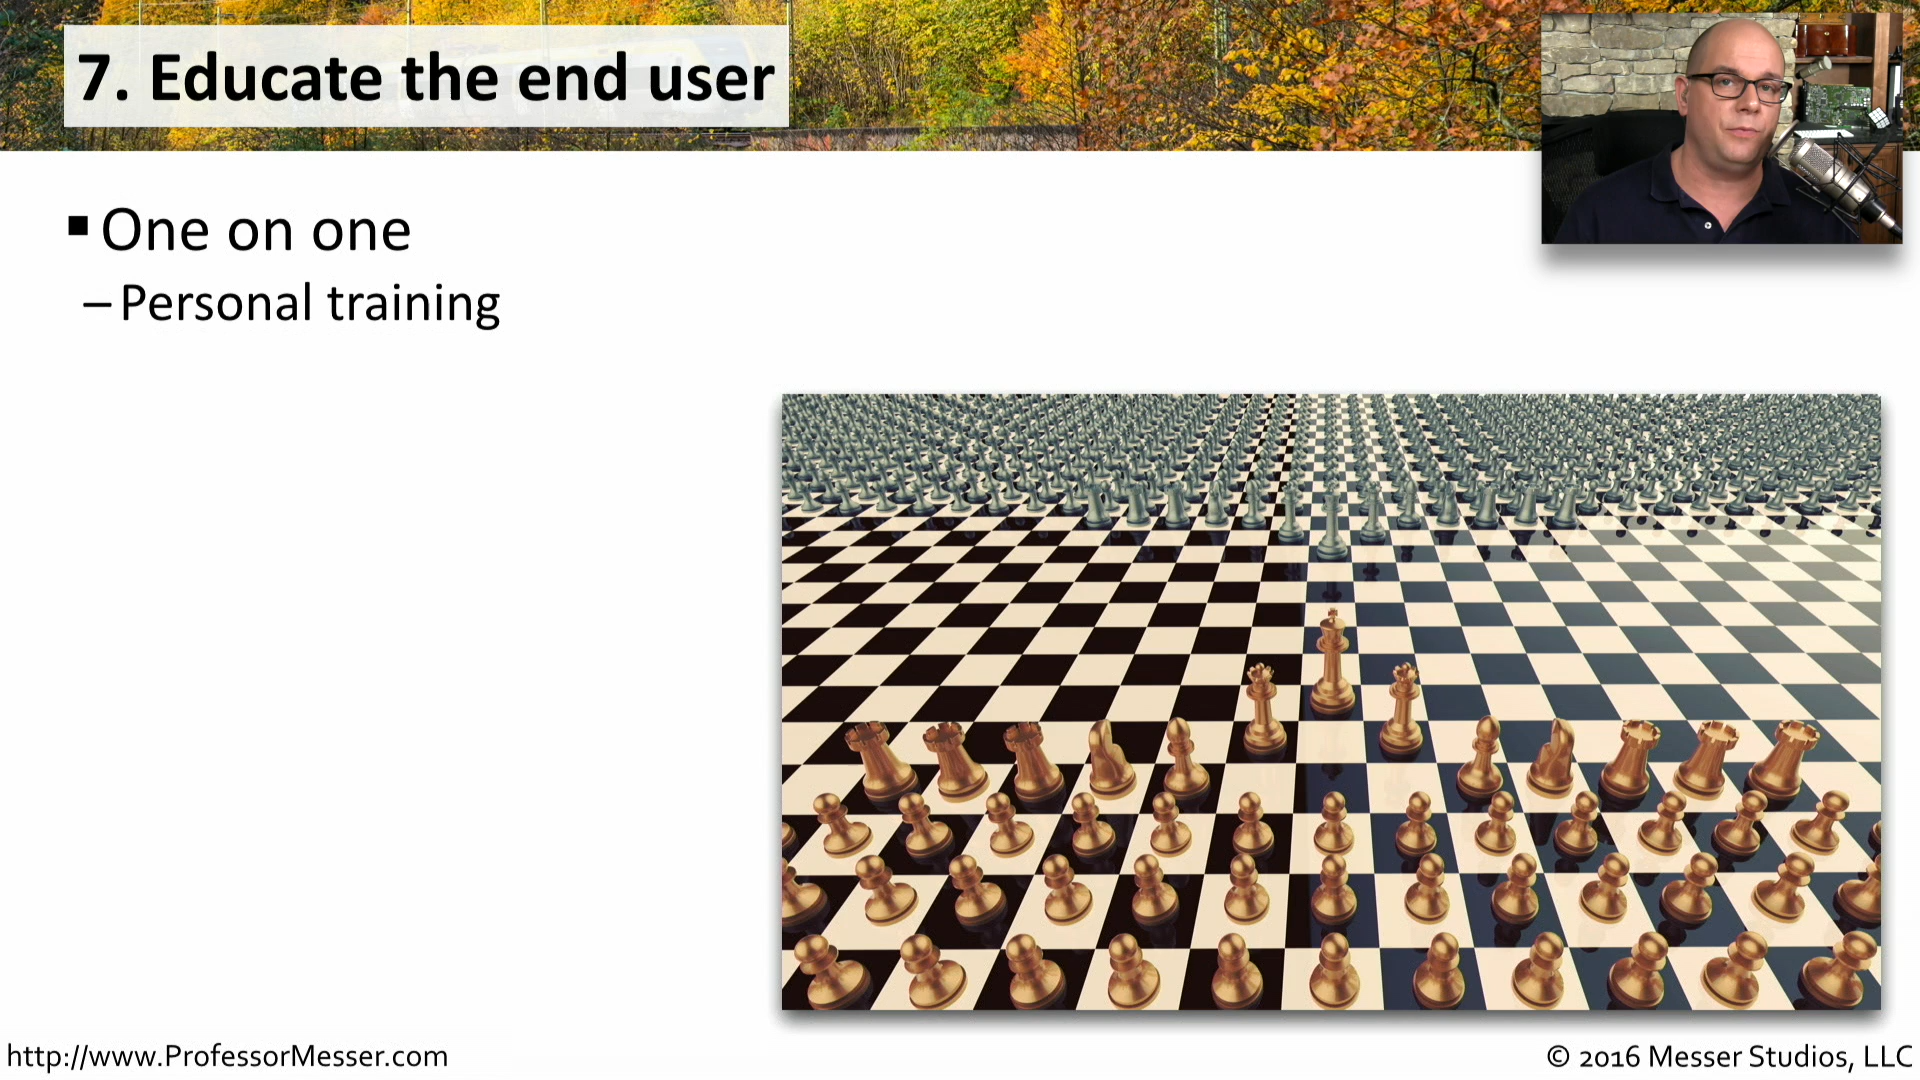 7. Educate the end user
▪ One on one
– Personal training
http://www.ProfessorMesser.com
© 2016 Messer Studios, LLC